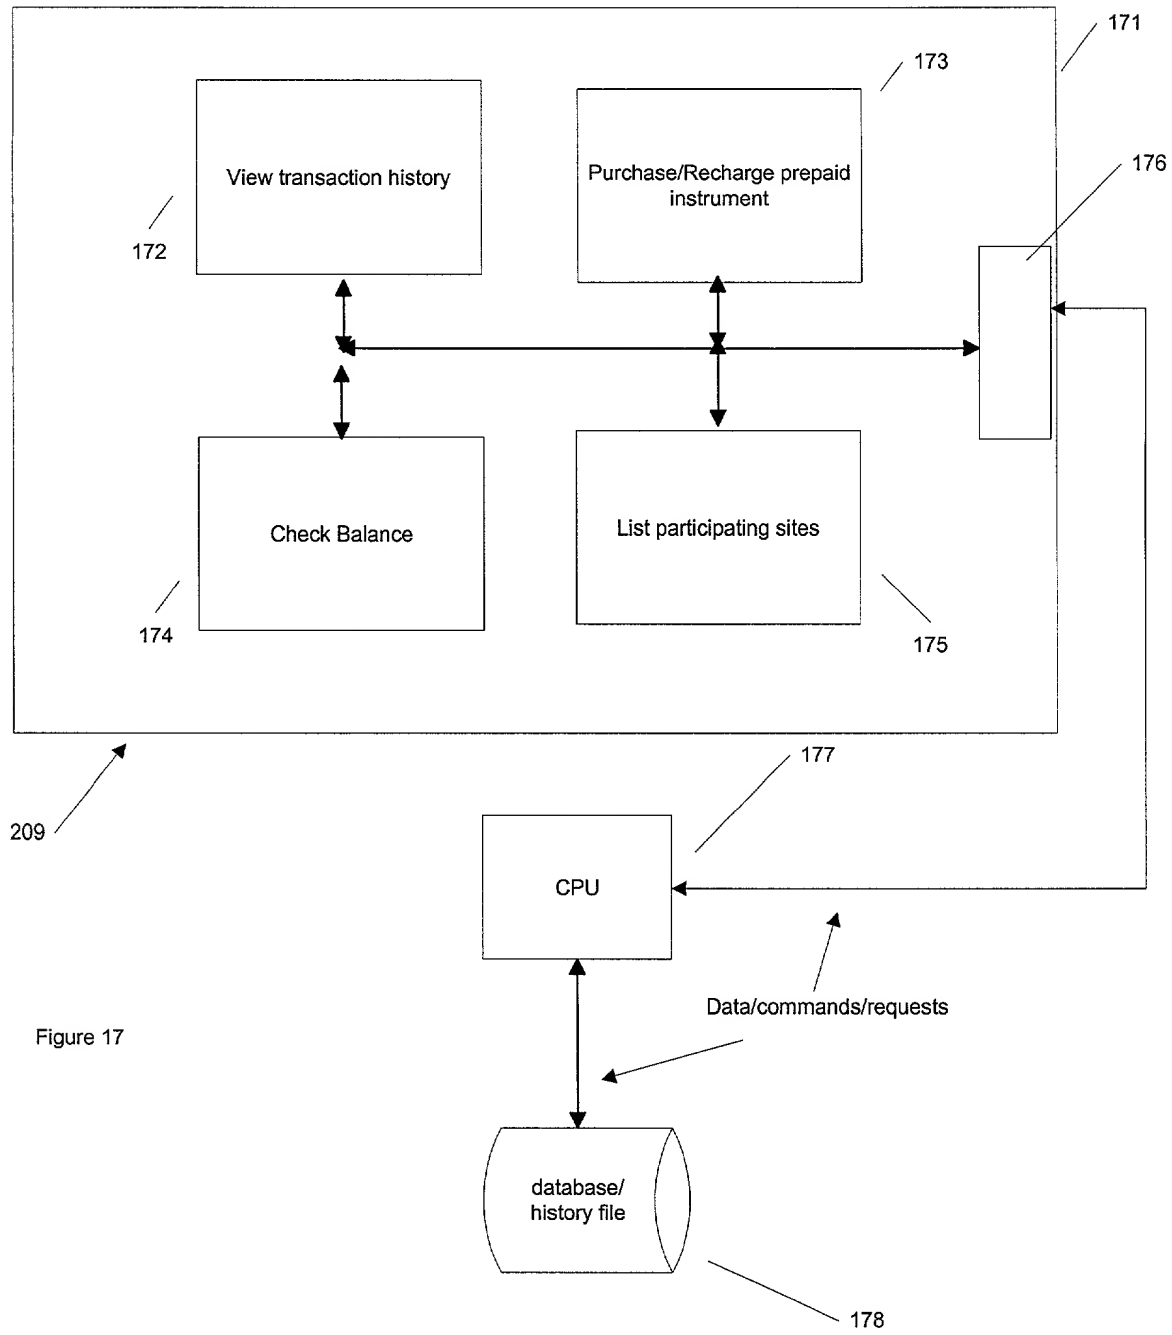 171
173
176
View transaction history
Purchase/Recharge prepaid
instrument
172
Check Balance
List participating sites
174
175
177
209
CPU
Data/commands/requests
Figure 17
database/
history file
178